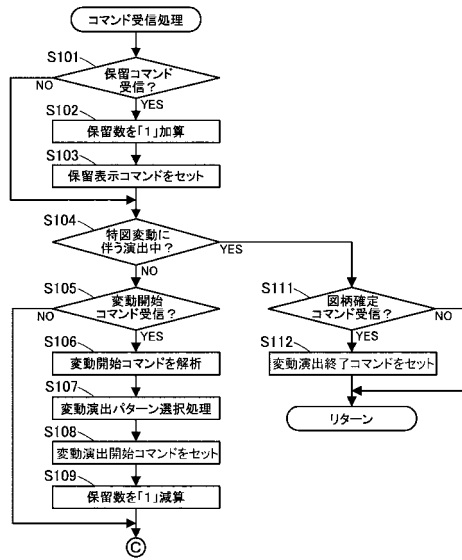 コマンド受信処理
S101
保留コマンド
受信?
NO
YES
S102
保留数を「1」加算
S103
保留表示コマンドをセット
S104
特図変動に
伴う演出中?
YES
NO
S105
変動開始
コマンド受信?
NO
YES
S106
変動開始コマンドを解析
S107
変動演出パターン選択処理
S108
変動演出開始コマンドをセット
S109
保留数を「1」減算
C
S111
図柄確定
コマンド受信?
NO
YES
S112
変動演出終了コマンドをセット
リターン